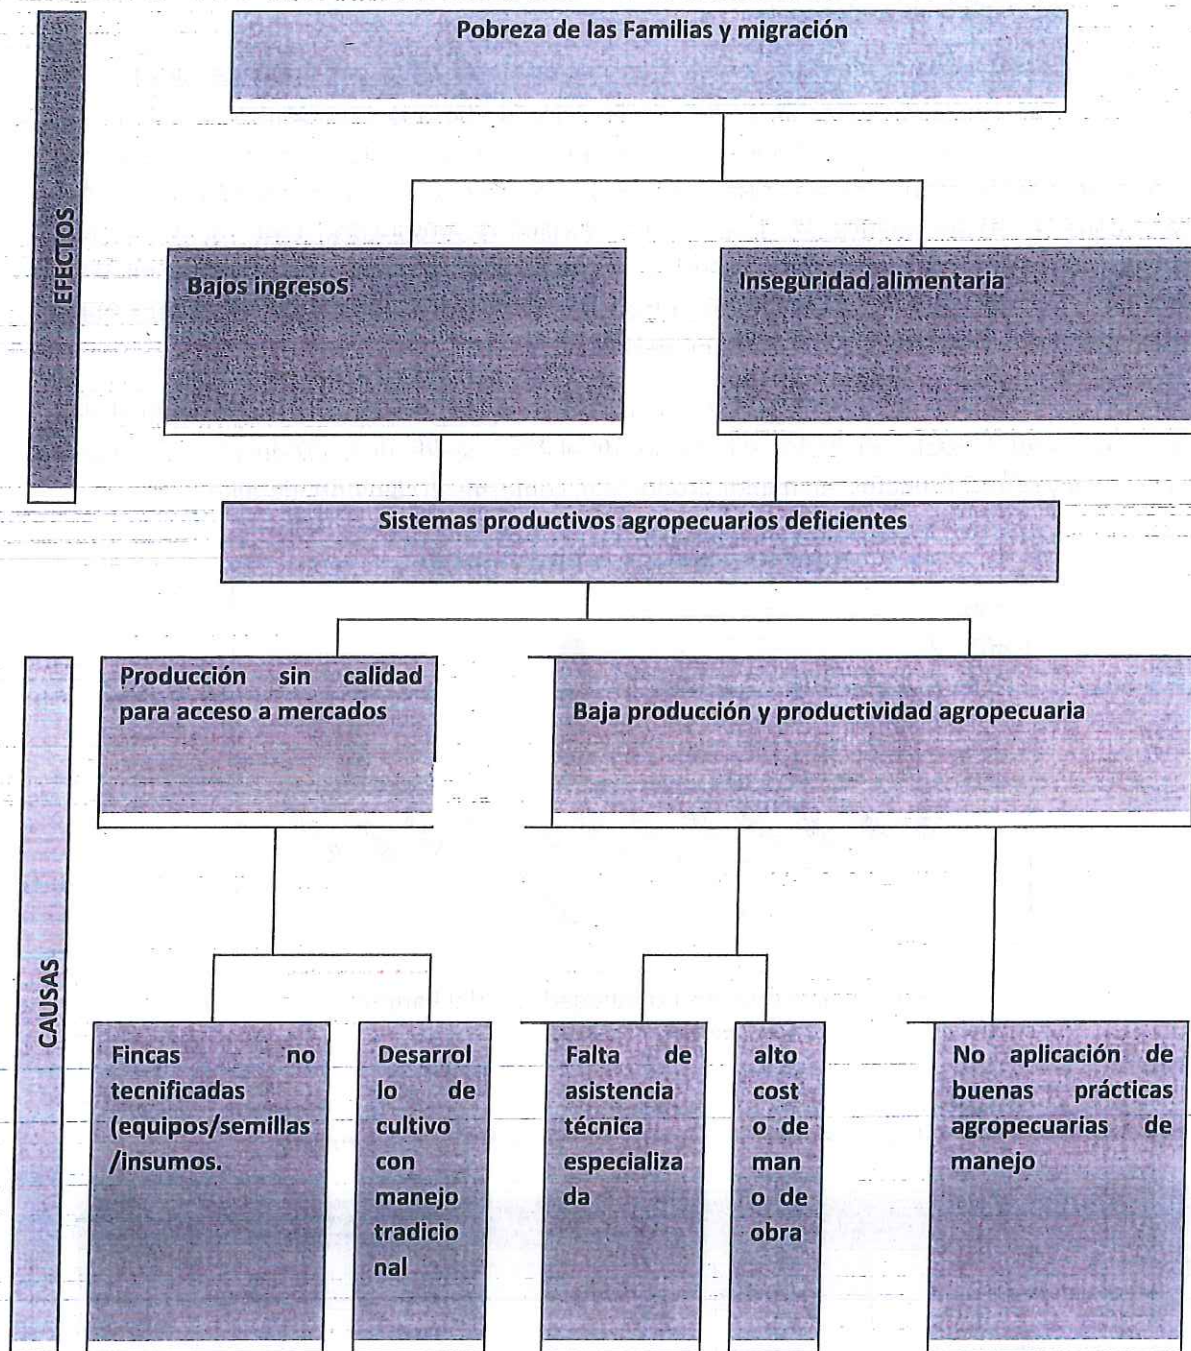 Pobreza de las Familias y migración
EFECTOS
Bajos ingresoS
Inseguridad alimentaria
Sistemas productivos agropecuarios deficientes
CAUSAS
Producción sin calidad
para acceso a mercados
Baja producción y productividad agropecuaria
Fincas no
tecnificadas
(equipos/semillas
/insumos.
Desarrol
lo de
cultivo
con
manejo
tradicio
nal
Falta de
asistencia
técnica
especializa
da
alto
cost
o de
man
o de
obra
No aplicación de
buenas prácticas
agropecuarias de
manejo